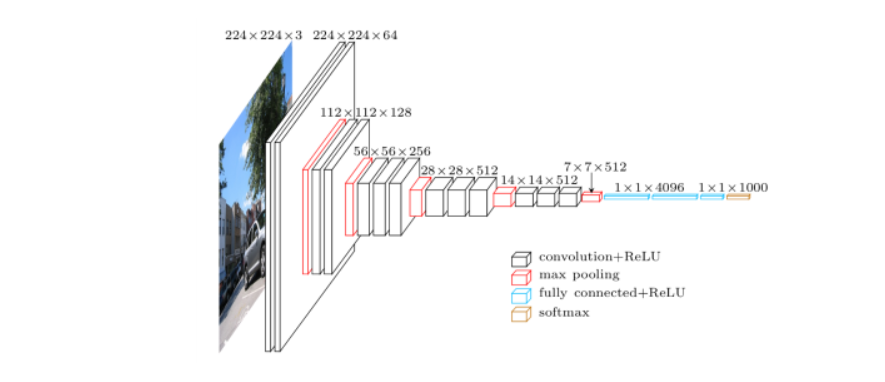 224×224×3
224×224×64
112×112×128
56×56×256
28×28×512
14×14×512
7×7×512
1×1×4096
1×1×1000
convolution+ReLU
max pooling
fully connected+ReLU
softmax